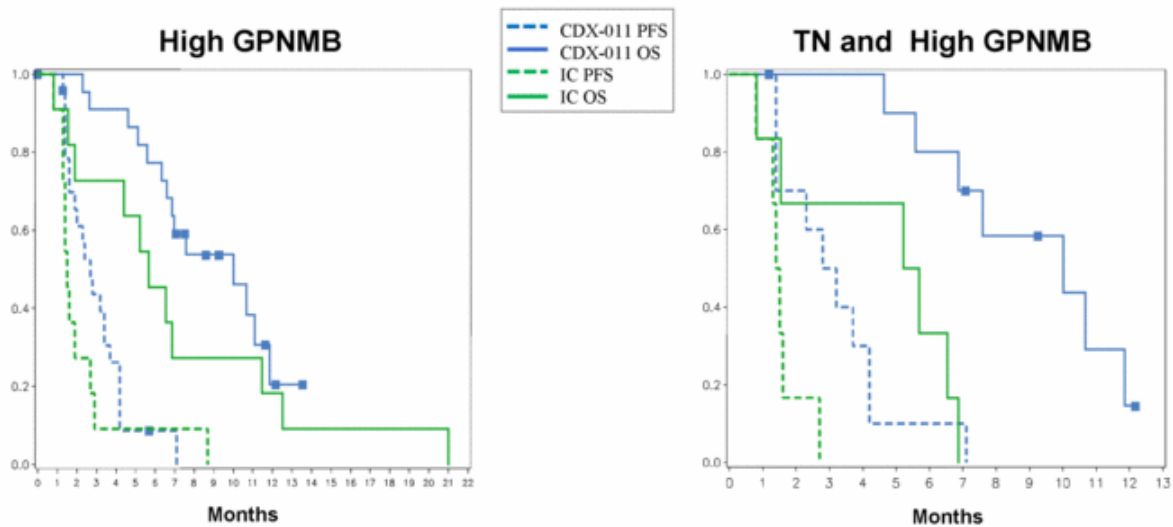 High GPNMB
CDX-011 PFS
CDX-011 OS
IC PFS
IC OS
TN and High GPNMB
1.0
0.8
0.6
0.4
0.2
0.0
0 1 2 3 4 5 6 7 8 9 10 11 12 13 14 15 16 17 18 19 20 21 22
Months
1.0
0.8
0.6
0.4
0.2
0.0
0 1 2 3 4 5 6 7 8 9 10 11 12 13
Months